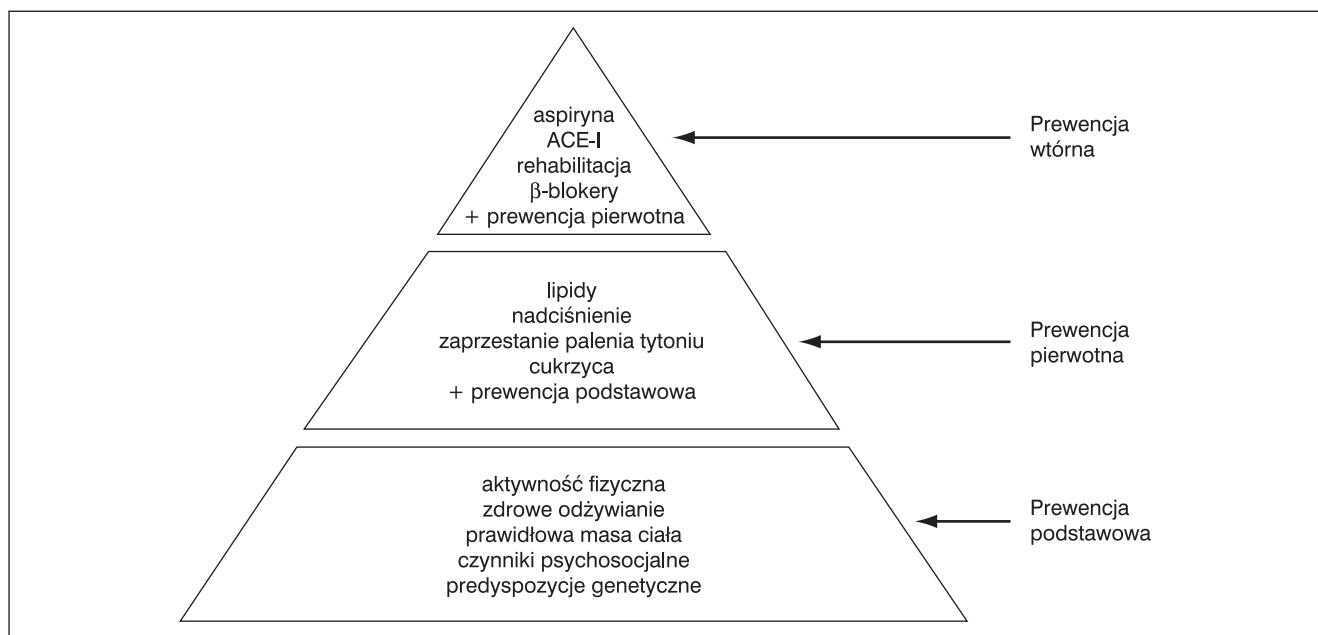 aspiryna
ACE-I
rehabilitacja
β-blokery
+ prewencja pierwotna
Prewencja
wtórna
lipidy
nadciśnienie
zaprzestanie palenia tytoniu
cukrzyca
+ prewencja podstawowa
Prewencja
pierwotna
aktywność fizyczna
zdrowe odżywianie
prawidłowa masa ciała
czynniki psychosocjalne
predyspozycje genetyczne
Prewencja
podstawowa